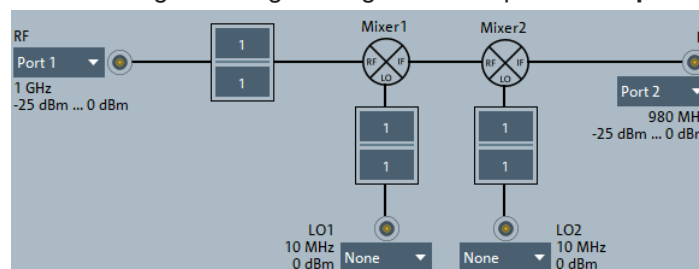 RF
Port 1
1 GHz
-25 dBm ... 0 dBm
1
1
Mixer1
RF IF
LO
Mixer2
RF IF
LO
Port 2
980 MH
-25 dBm ... 0 dBr
1
1
1
1
LO1
10 MHz
0 dBm
None
None
LO2
10 MHz
0 dBm